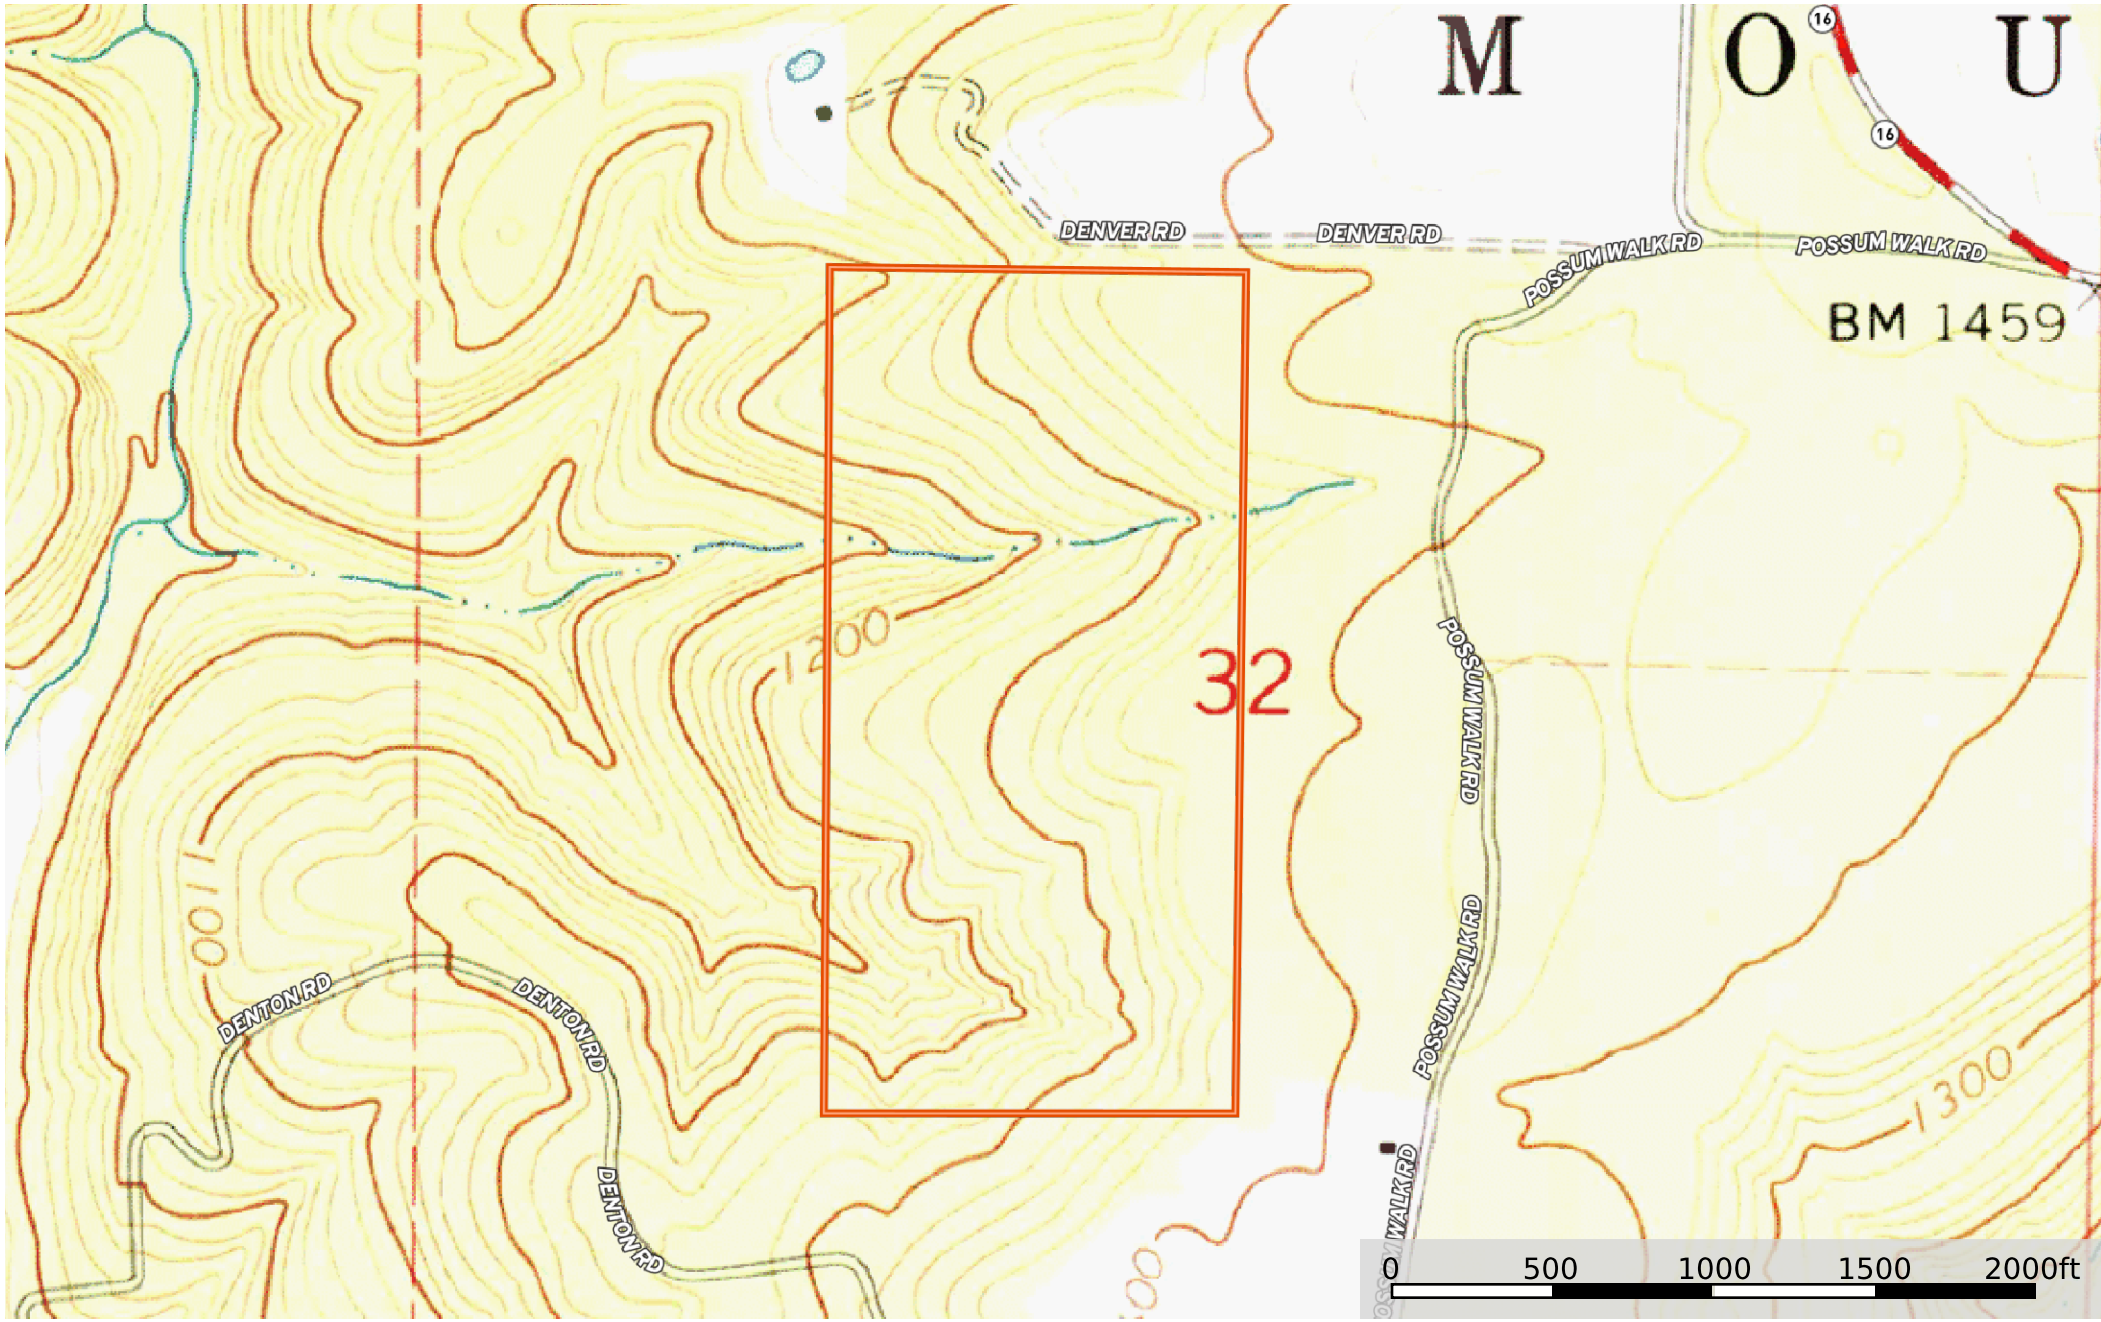 M O U
16
16
DENVER RD
DENVER RD
POSSUM WALK RD
POSSUM WALK RD
BM 1459
1200
32
POSSUM WALK RD
1100
POSSUM WALK RD
DENTON RD
DENTON RD
1300
DENTON RD
POSSUM WALK RD
0 500 1000 1500 2000ft